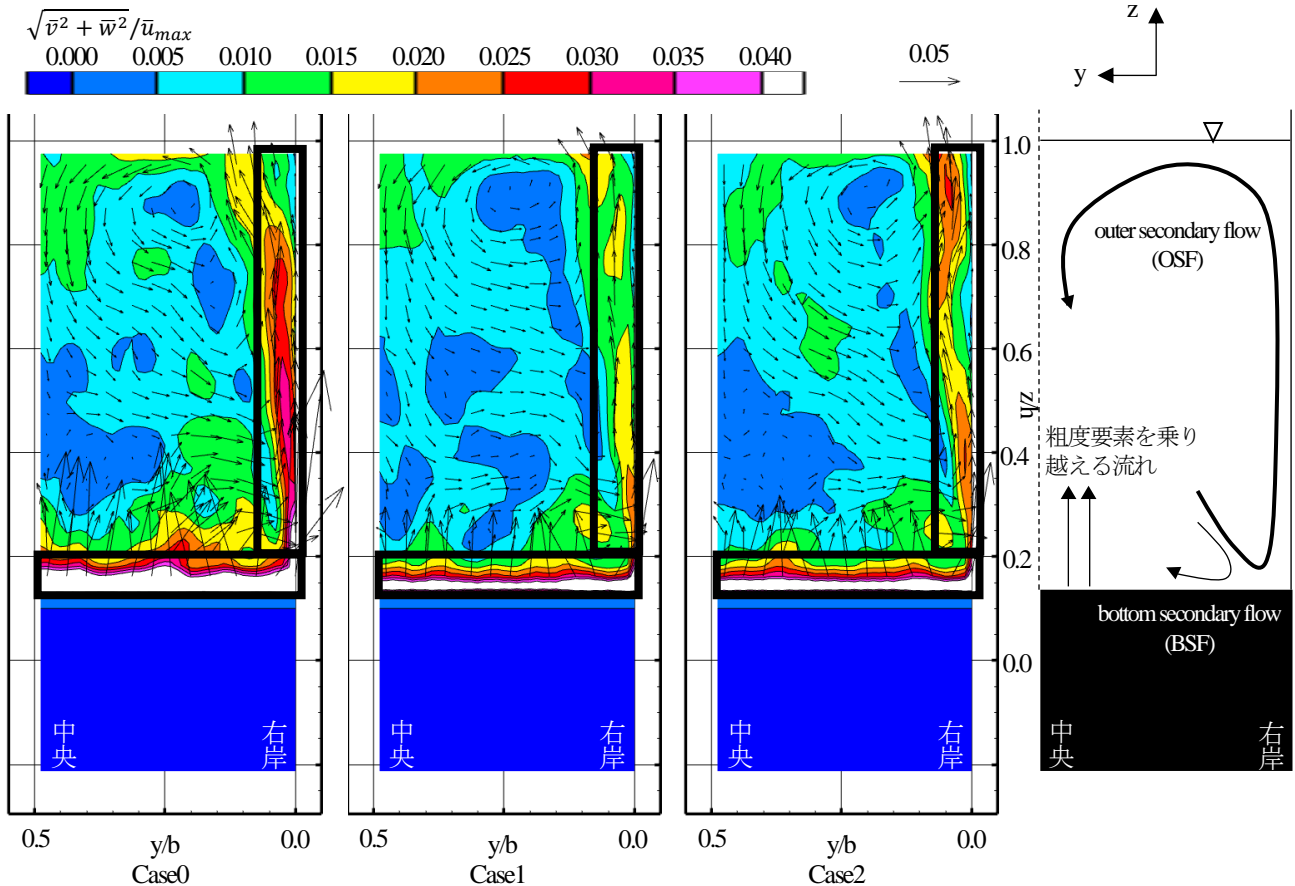 √(v̄² + w̄²)/ūmax
0.000 0.005 0.010 0.015 0.020 0.025 0.030 0.035 0.040
0.05
z
y
1.0
0.8
0.6
0.4
0.2
0.0
z/h
outer secondary flow
(OSF)
粗度要素を乗り
越える流れ
bottom secondary flow
(BSF)
中央
右岸
中央
右岸
中央
右岸
中央
右岸
0.5 y/b 0.0
Case0
0.5 y/b 0.0
Case1
0.5 y/b 0.0
Case2